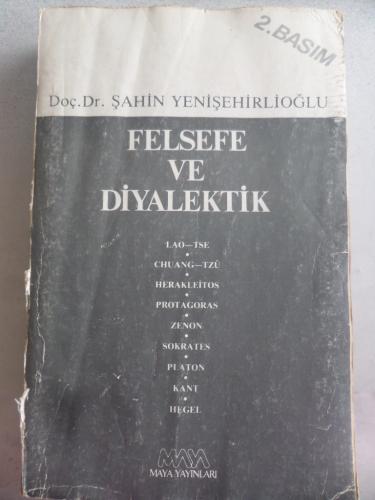 2. BASIM
Doç.Dr. ŞAHİN YENİŞEHİRLİOĞLU
FELSEFE
VE
DİYALEKTİK
LAO—TSE
•
CHUANG—TZÜ
•
HERAKLEİTOS
•
PROTAGORAS
•
ZENON
•
SOKRATES
•
PLATON
•
KANT
•
HEGEL
MAYA
MAYA YAYINLARI